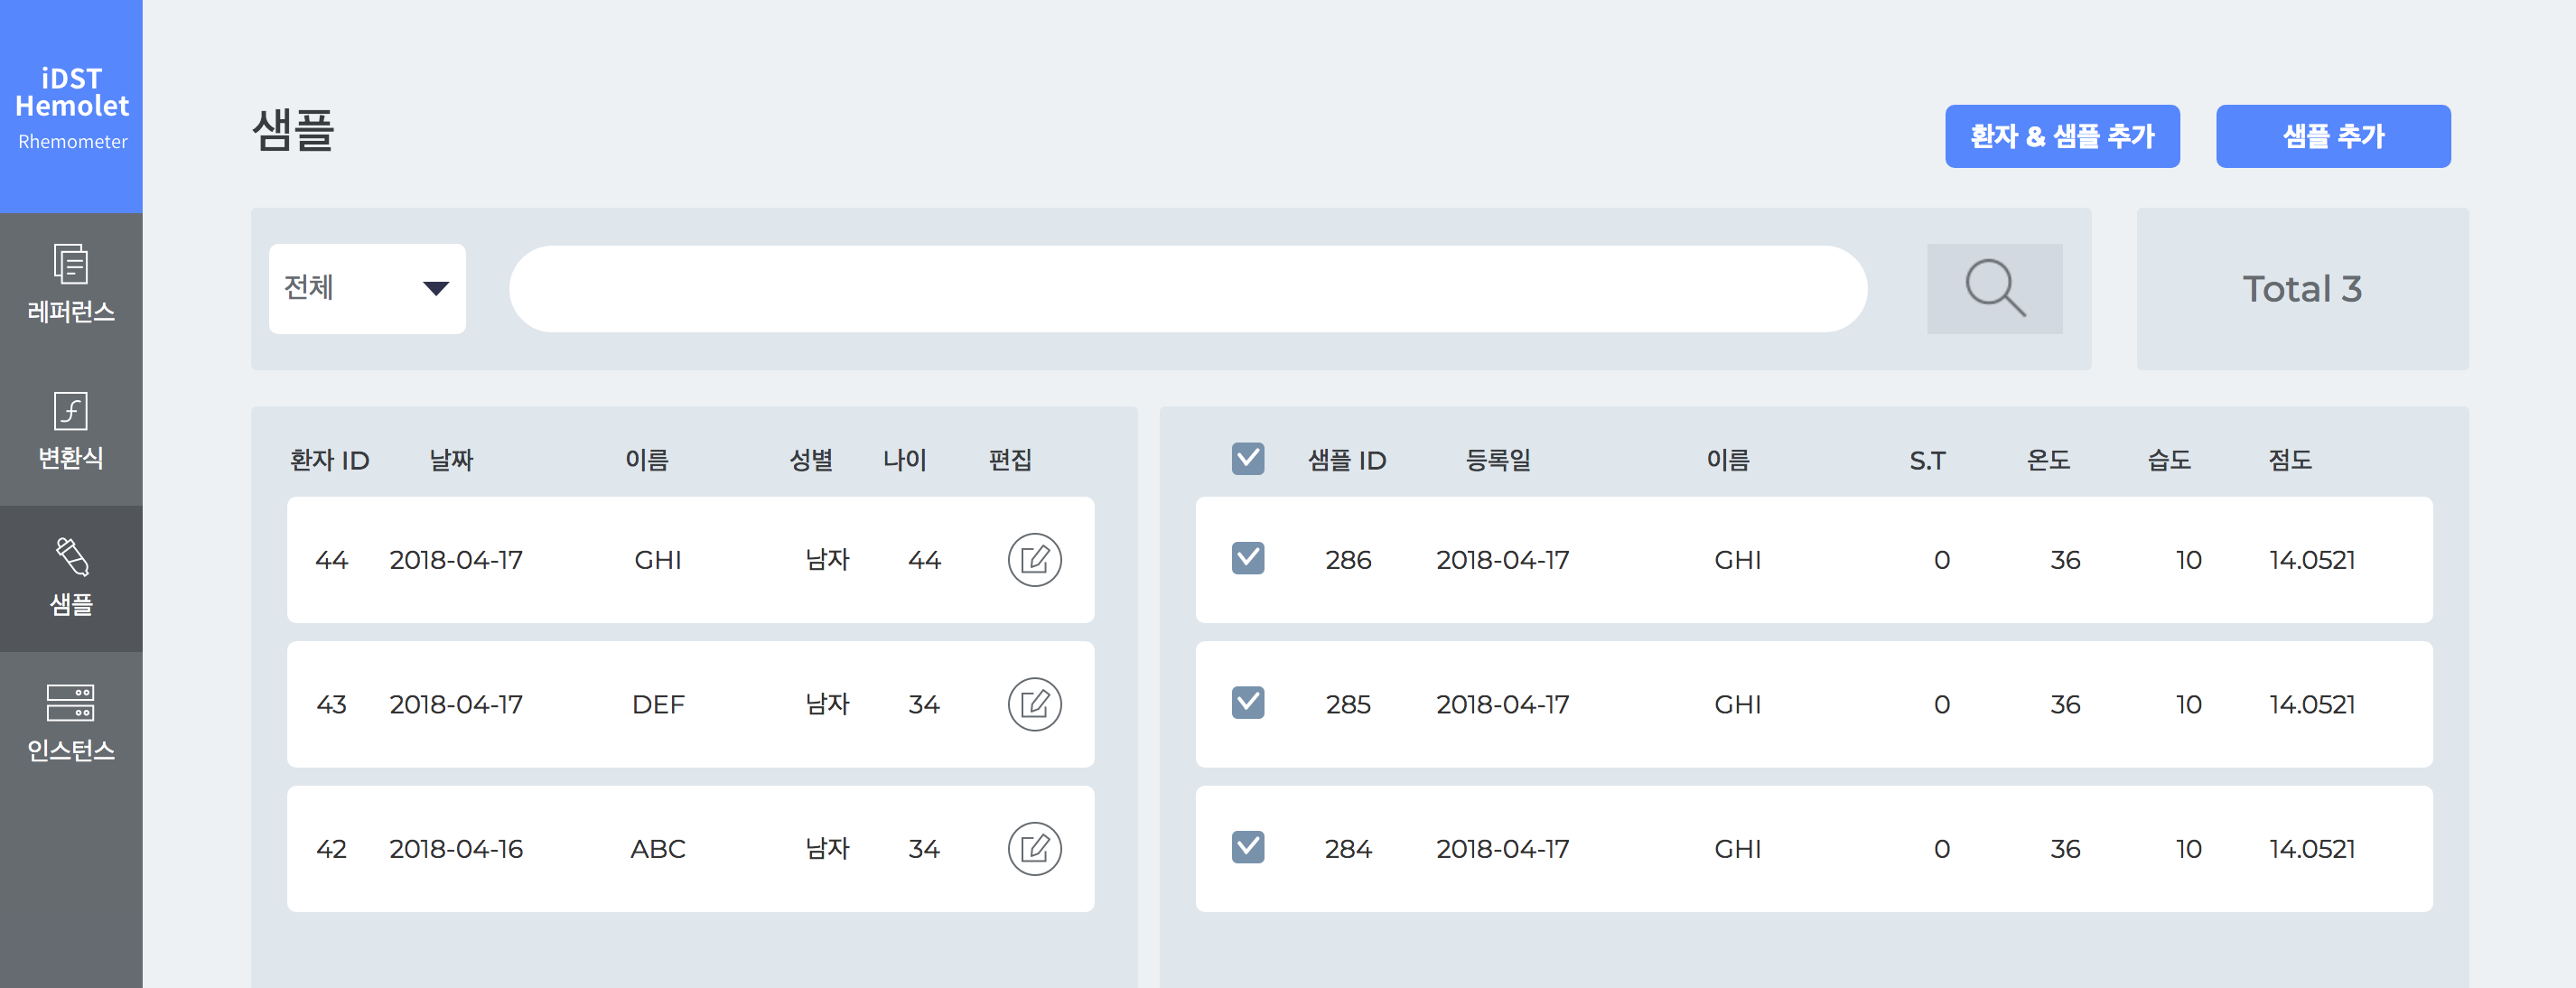 iDST
Hemolet
Rhemometer
레퍼런스
변환식
샘플
인스턴스
샘플
환자 & 샘플 추가
샘플 추가
전체
Total 3
환자 ID 날짜 이름 성별 나이 편집
44 2018-04-17 GHI 남자 44
43 2018-04-17 DEF 남자 34
42 2018-04-16 ABC 남자 34
샘플 ID 등록일 이름 S.T 온도 습도 점도
286 2018-04-17 GHI 0 36 10 14.0521
285 2018-04-17 GHI 0 36 10 14.0521
284 2018-04-17 GHI 0 36 10 14.0521